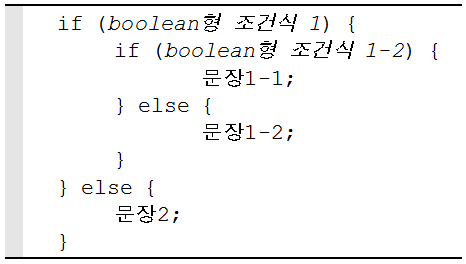 if (boolean형 조건식 1) {
if (boolean형 조건식 1-2) {
문장1-1;
} else {
문장1-2;
}
} else {
문장2;
}